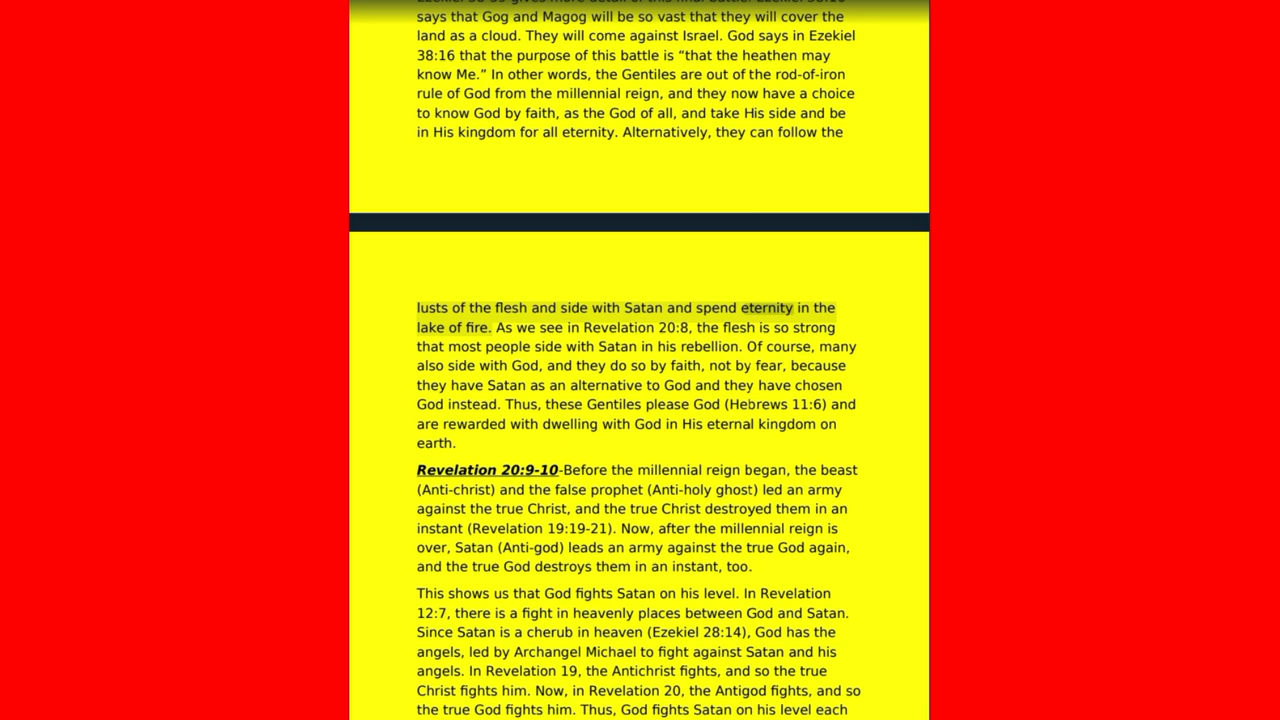 says that Gog and Magog will be so vast that they will cover the
land as a cloud. They will come against Israel. God says in Ezekiel
38:16 that the purpose of this battle is “that the heathen may
know Me.” In other words, the Gentiles are out of the rod-of-iron
rule of God from the millennial reign, and they now have a choice
to know God by faith, as the God of all, and take His side and be
in His kingdom for all eternity. Alternatively, they can follow the
lusts of the flesh and side with Satan and spend eternity in the
lake of fire. As we see in Revelation 20:8, the flesh is so strong
that most people side with Satan in his rebellion. Of course, many
also side with God, and they do so by faith, not by fear, because
they have Satan as an alternative to God and they have chosen
God instead. Thus, these Gentiles please God (Hebrews 11:6) and
are rewarded with dwelling with God in His eternal kingdom on
earth.
Revelation 20:9-10-Before the millennial reign began, the beast
(Anti-christ) and the false prophet (Anti-holy ghost) led an army
against the true Christ, and the true Christ destroyed them in an
instant (Revelation 19:19-21). Now, after the millennial reign is
over, Satan (Anti-god) leads an army against the true God again,
and the true God destroys them in an instant, too.
This shows us that God fights Satan on his level. In Revelation
12:7, there is a fight in heavenly places between God and Satan.
Since Satan is a cherub in heaven (Ezekiel 28:14), God has the
angels, led by Archangel Michael to fight against Satan and his
angels. In Revelation 19, the Antichrist fights, and so the true
Christ fights him. Now, in Revelation 20, the Antigod fights, and so
the true God fights him. Thus, God fights Satan on his level each